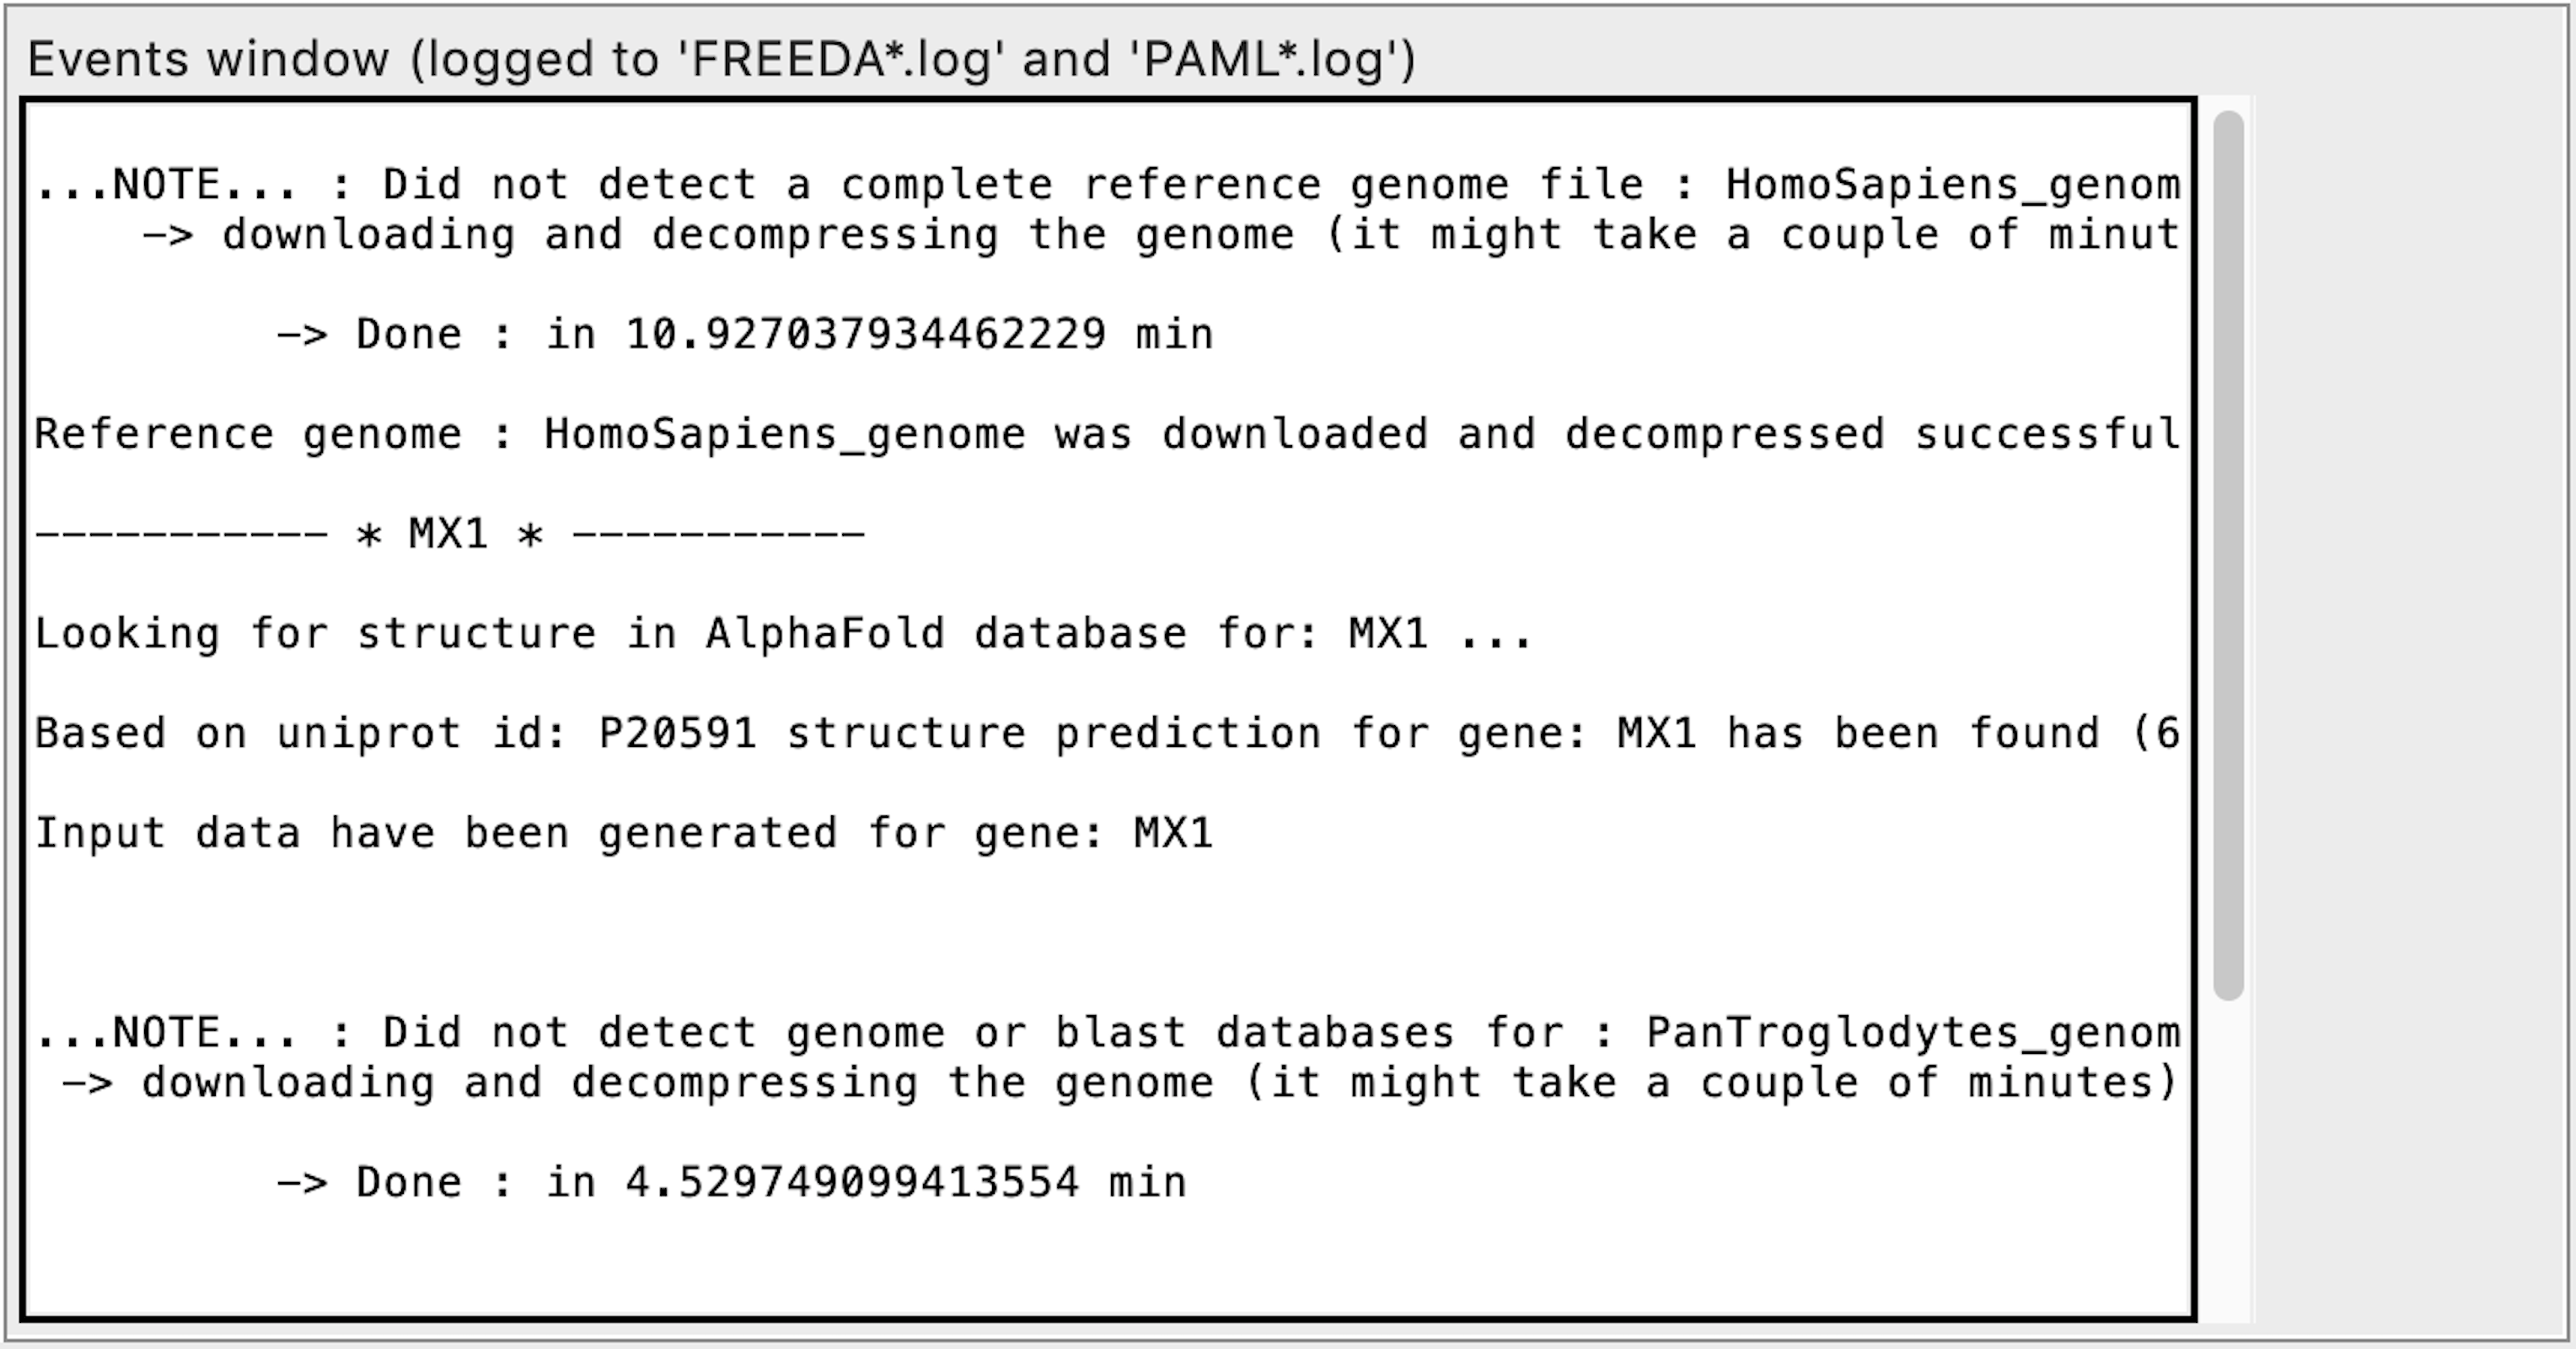 Events window (logged to 'FREEDA*.log' and 'PAML*.log')
...NOTE... : Did not detect a complete reference genome file : HomoSapiens_genom
—> downloading and decompressing the genome (it might take a couple of minut
—> Done : in 10.927037934462229 min
Reference genome : HomoSapiens_genome was downloaded and decompressed successful
----------- * MX1 * -----------
Looking for structure in AlphaFold database for: MX1 ...
Based on uniprot id: P20591 structure prediction for gene: MX1 has been found (6
Input data have been generated for gene: MX1
...NOTE... : Did not detect genome or blast databases for : PanTroglodytes_genom
—> downloading and decompressing the genome (it might take a couple of minutes)
—> Done : in 4.529749099413554 min